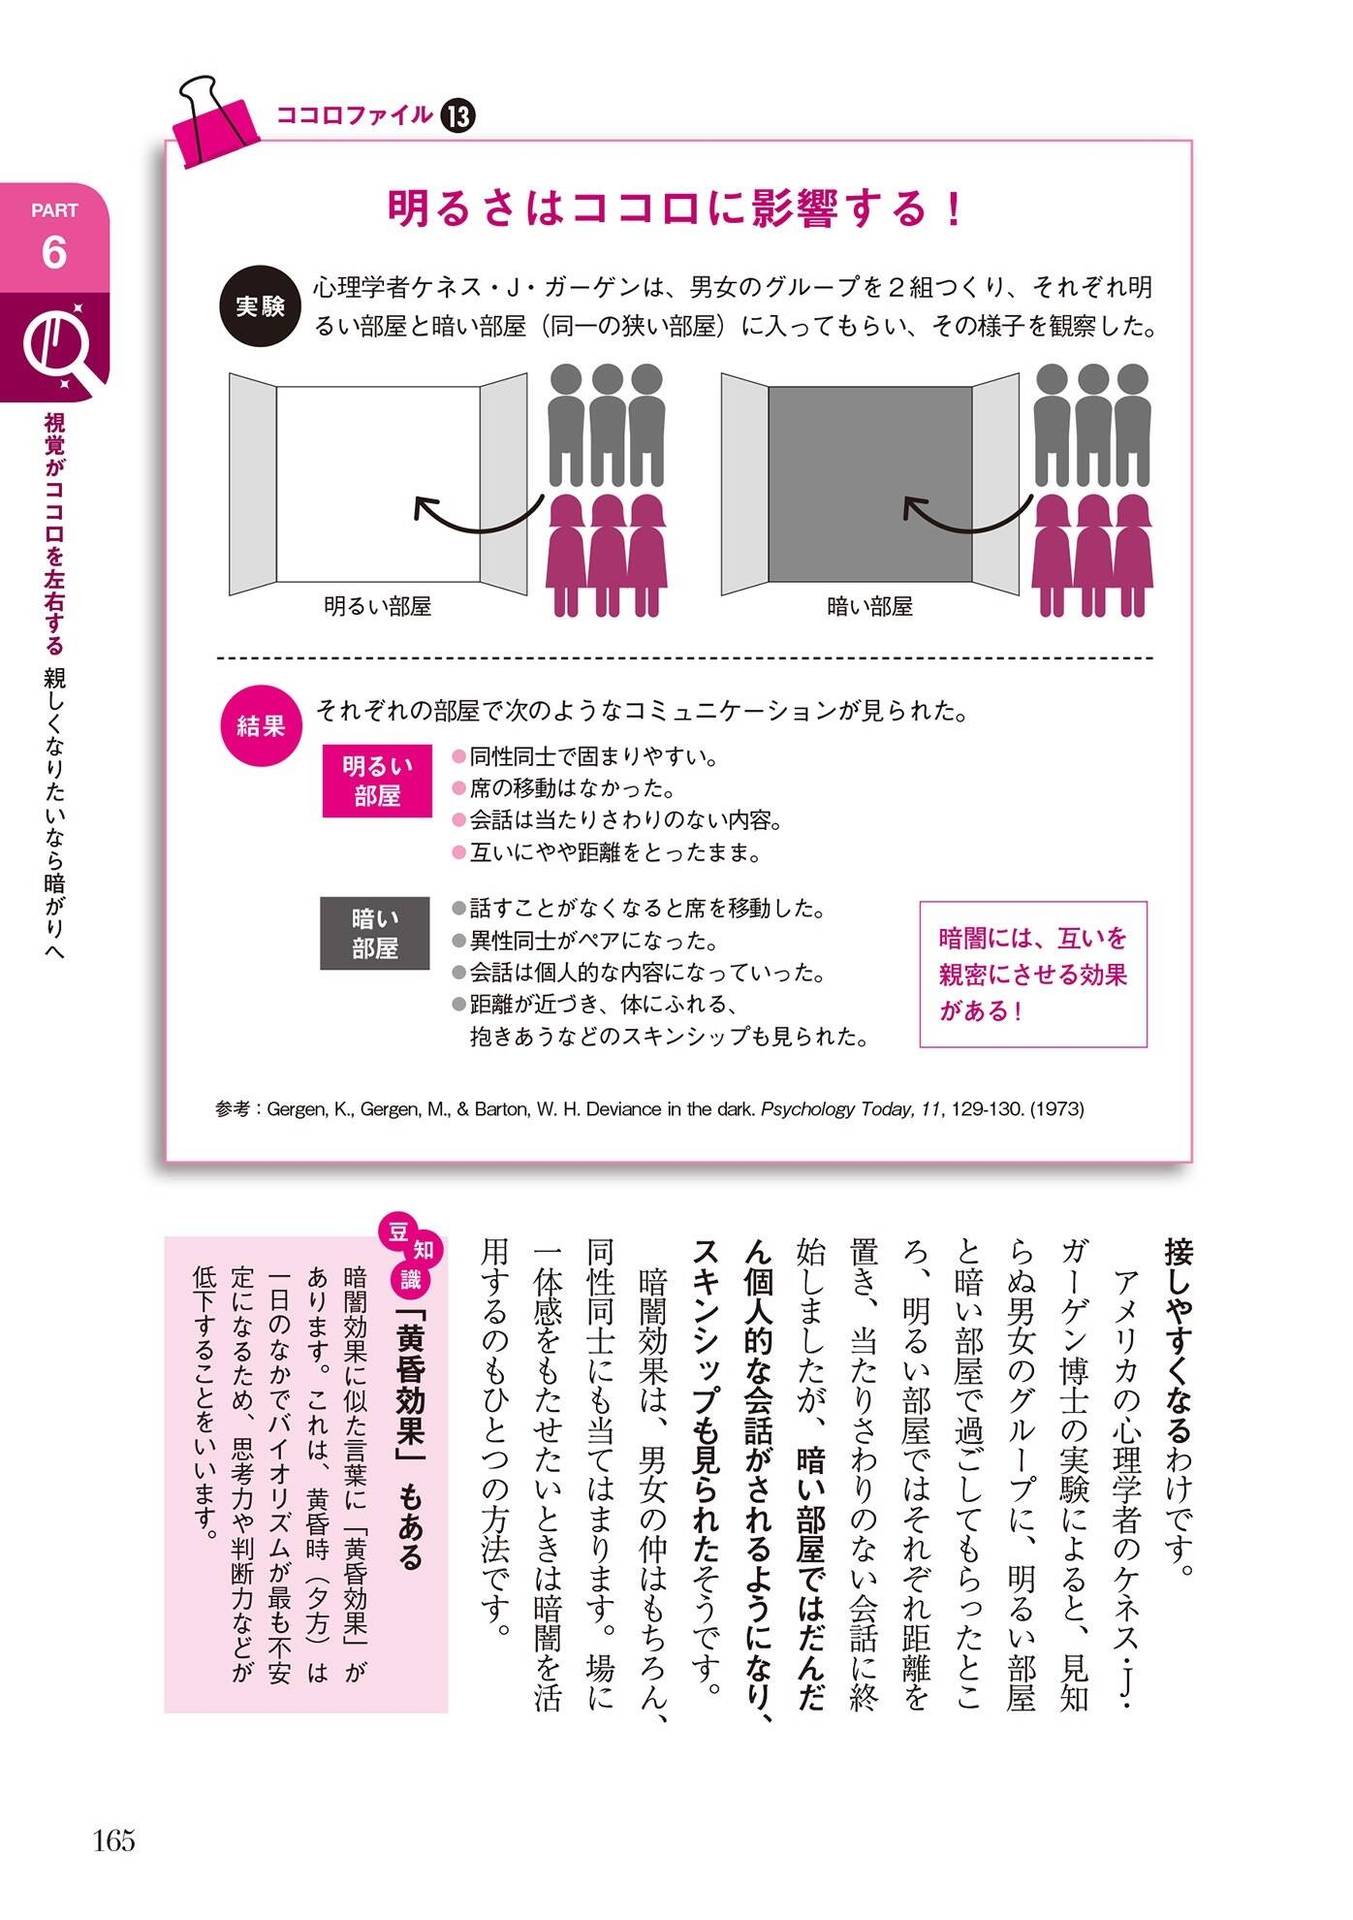 ココロファイル 13
明るさはココロに影響する！
実験
心理学者ケネス・J・ガーゲンは、男女のグループを２組つくり、それぞれ明
るい部屋と暗い部屋（同一の狭い部屋）に入ってもらい、その様子を観察した。
明るい部屋
暗い部屋
結果
それぞれの部屋で次のようなコミュニケーションが見られた。
明るい
部屋
●同性同士で固まりやすい。
●席の移動はなかった。
●会話は当たりさわりのない内容。
●互いにやや距離をとったまま。
暗い
部屋
●話すことがなくなると席を移動した。
●異性同士がペアになった。
●会話は個人的な内容になっていった。
●距離が近づき、体にふれる、
抱きあうなどのスキンシップも見られた。
暗闇には、互いを
親密にさせる効果
がある！
参考：Gergen, K., Gergen, M., & Barton, W. H. Deviance in the dark. Psychology Today, 11, 129-130. (1973)
PART
6
視覚がココロを左右する 親しくなりたいなら暗がりへ
接しやすくなるわけです。
アメリカの心理学者のケネス・J・
ガーゲン博士の実験によると、見知
らぬ男女のグループに、明るい部屋
と暗い部屋で過ごしてもらったとこ
ろ、明るい部屋ではそれぞれ距離を
置き、当たりさわりのない会話に終
始しましたが、暗い部屋ではだんだ
ん個人的な会話がされるようになり、
スキンシップも見られたそうです。
暗闇効果は、男女の仲はもちろん、
同性同士にも当てはまります。場に
一体感をもたせたいときは暗闇を活
用するのもひとつの方法です。
豆知識
「黄昏効果」もある
暗闇効果に似た言葉に「黄昏効果」が
あります。これは、黄昏時（夕方）は
一日のなかでバイオリズムが最も不安
定になるため、思考力や判断力などが
低下することをいいます。
165